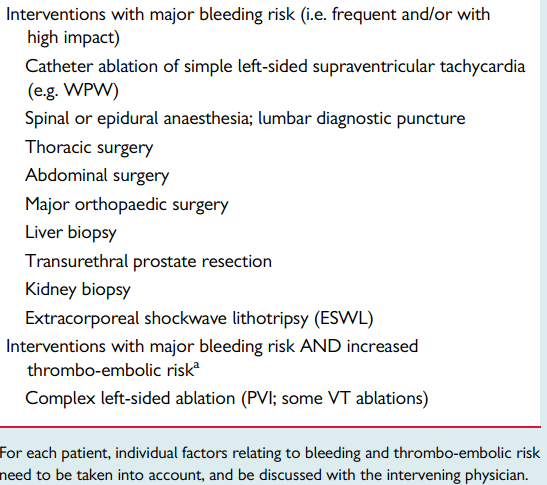 Interventions with major bleeding risk (i.e. frequent and/or with
high impact)
Catheter ablation of simple left-sided supraventricular tachycardia
(e.g. WPW)
Spinal or epidural anaesthesia; lumbar diagnostic puncture
Thoracic surgery
Abdominal surgery
Major orthopaedic surgery
Liver biopsy
Transurethral prostate resection
Kidney biopsy
Extracorporeal shockwave lithotripsy (ESWL)
Interventions with major bleeding risk AND increased
thrombo-embolic riskᵃ
Complex left-sided ablation (PVI; some VT ablations)
For each patient, individual factors relating to bleeding and thrombo-embolic risk
need to be taken into account, and be discussed with the intervening physician.